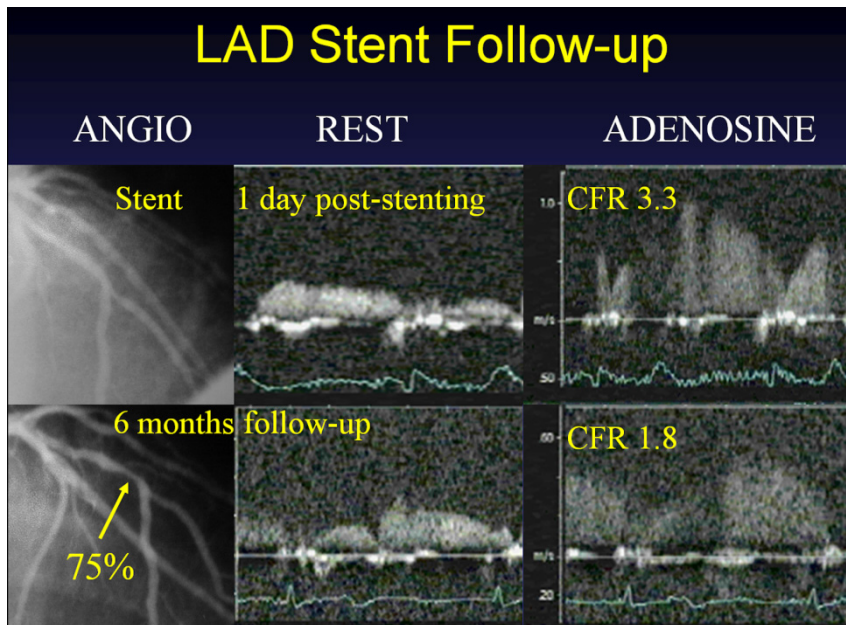 LAD Stent Follow-up
ANGIO REST ADENOSINE
Stent 1 day post-stenting CFR 3.3
1.0
m/s
.50
6 months follow-up CFR 1.8
.60
75% m/s
.20